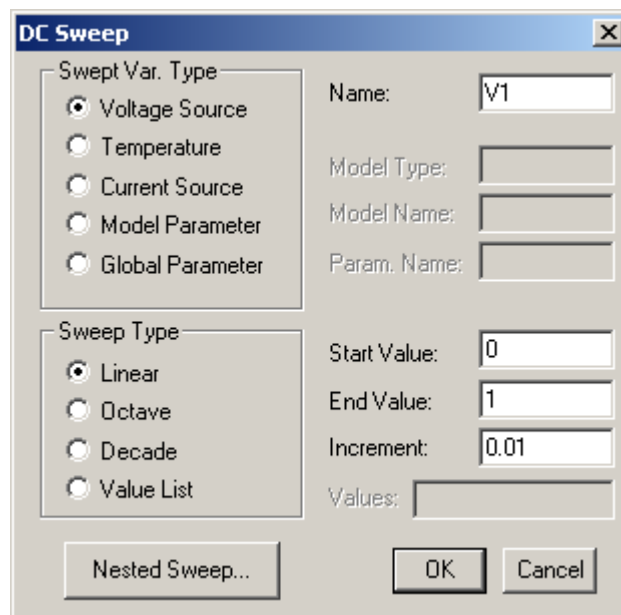 DC Sweep
Swept Var. Type
Voltage Source
Temperature
Current Source
Model Parameter
Global Parameter
Name: V1
Model Type:
Model Name:
Param. Name:
Sweep Type
Linear
Octave
Decade
Value List
Start Value: 0
End Value: 1
Increment: 0.01
Values:
Nested Sweep...
OK
Cancel